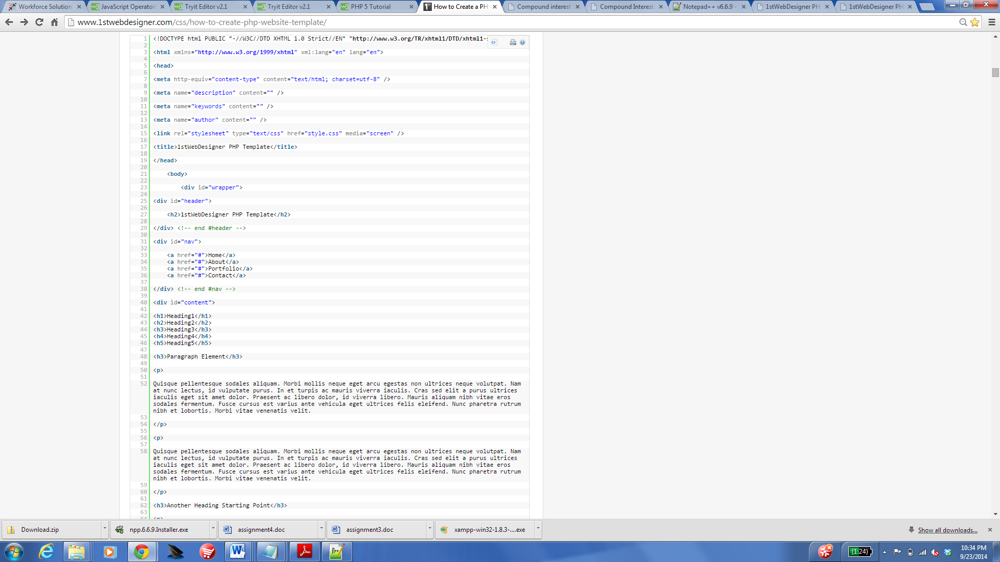 Workforce Solution
JavaScript Operator
Tryit Editor v2.1
Tryit Editor v2.1
PHP 5 Tutorial
How to Create a PH
Compound interest
Compound Interest.
Notepad++ v6.6.9 -
1stWebDesigner PH
1stWebDesigner PH
www.1stwebdesigner.com/css/how-to-create-php-website-template/
1 <!DOCTYPE html PUBLIC "-//W3C//DTD XHTML 1.0 Strict//EN" "http://www.w3.org/TR/xhtml1/DTD/xhtml1-s
2
3 <html xmlns="http://www.w3.org/1999/xhtml" xml:lang="en" lang="en">
4
5 <head>
6
7 <meta http-equiv="content-type" content="text/html; charset=utf-8" />
8
9 <meta name="description" content="" />
10
11 <meta name="keywords" content="" />
12
13 <meta name="author" content="" />
14
15 <link rel="stylesheet" type="text/css" href="style.css" media="screen" />
16
17 <title>1stWebDesigner PHP Template</title>
18
19 </head>
20
21 <body>
22
23 <div id="wrapper">
24
25 <div id="header">
26
27 <h2>1stWebDesigner PHP Template</h2>
28
29 </div> <!-- end #header -->
30
31 <div id="nav">
32
33 <a href="#">Home</a>
34 <a href="#">About</a>
35 <a href="#">Portfolio</a>
36 <a href="#">Contact</a>
37
38 </div> <!-- end #nav -->
39
40 <div id="content">
41
42 <h1>Heading1</h1>
43 <h2>Heading2</h2>
44 <h3>Heading3</h3>
45 <h4>Heading4</h4>
46 <h5>Heading5</h5>
47
48 <h3>Paragraph Element</h3>
49
50 <p>
51
52 Quisque pellentesque sodales aliquam. Morbi mollis neque eget arcu egestas non ultrices neque volutpat. Nam
at nunc lectus, id vulputate purus. In et turpis ac mauris viverra iaculis. Cras sed elit a purus ultrices
iaculis eget sit amet dolor. Praesent ac libero dolor, id viverra libero. Mauris aliquam nibh vitae eros
sodales fermentum. Fusce cursus est varius ante vehicula eget ultrices felis eleifend. Nunc pharetra rutrum
nibh et lobortis. Morbi vitae venenatis velit.
53
54 </p>
55
56 <p>
57
58 Quisque pellentesque sodales aliquam. Morbi mollis neque eget arcu egestas non ultrices neque volutpat. Nam
at nunc lectus, id vulputate purus. In et turpis ac mauris viverra iaculis. Cras sed elit a purus ultrices
iaculis eget sit amet dolor. Praesent ac libero dolor, id viverra libero. Mauris aliquam nibh vitae eros
sodales fermentum. Fusce cursus est varius ante vehicula eget ultrices felis eleifend. Nunc pharetra rutrum
nibh et lobortis. Morbi vitae venenatis velit.
59
60 </p>
61
62 <h3>Another Heading Starting Point</h3>
63
64 <p>
Download.zip
npp.6.6.9.Installer.exe
assignment4.doc
assignment3.doc
xampp-win32-1.8.3-....exe
Show all downloads...
(1:24)
10:34 PM
9/23/2014